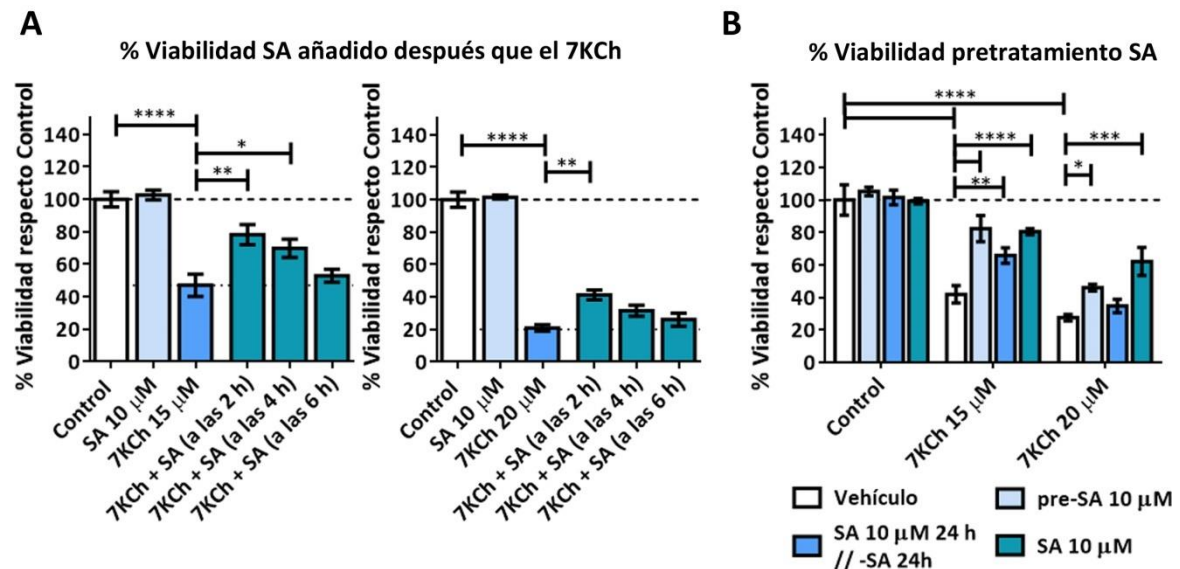 A
% Viabilidad SA añadido después que el 7KCh
% Viabilidad respecto Control
140
120
100
80
60
40
20
0
****
*
**
Control
SA 10 μM
7KCh 15 μM
7KCh + SA (a las 2 h)
7KCh + SA (a las 4 h)
7KCh + SA (a las 6 h)
% Viabilidad respecto Control
140
120
100
80
60
40
20
0
****
**
Control
SA 10 μM
7KCh 20 μM
7KCh + SA (a las 2 h)
7KCh + SA (a las 4 h)
7KCh + SA (a las 6 h)
B
% Viabilidad pretratamiento SA
% Viabilidad respecto Control
140
120
100
80
60
40
20
0
****
****
***
**
*
Control
7KCh 15 μM
7KCh 20 μM
Vehículo
pre-SA 10 μM
SA 10 μM 24 h
// -SA 24h
SA 10 μM